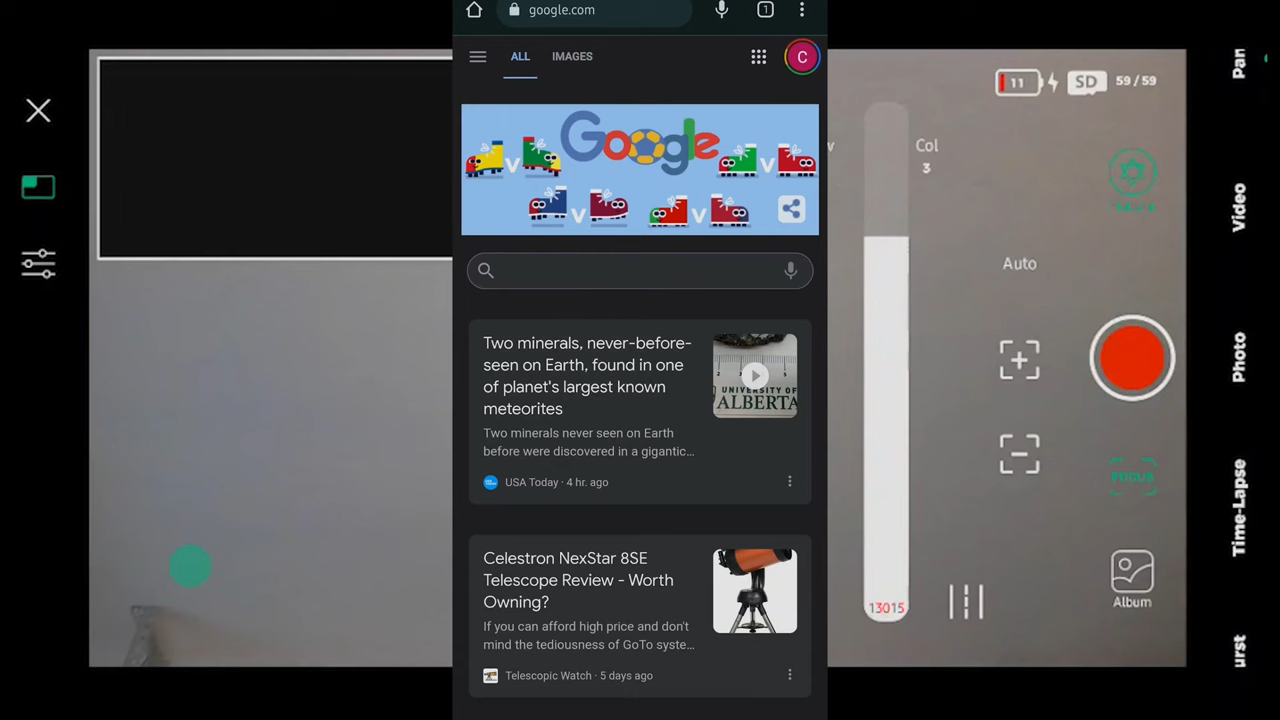 google.com
1
ALL
IMAGES
C
Google
V
V
V
V
Two minerals, never-before-
seen on Earth, found in one
of planet's largest known
meteorites
Two minerals never seen on Earth
before were discovered in a gigantic...
USA Today · 4 hr. ago
UNIVERSITY OF
ALBERTA
Celestron NexStar 8SE
Telescope Review - Worth
Owning?
If you can afford high price and don't
mind the tediousness of GoTo syste...
Telescopic Watch · 5 days ago
11
SD
59/59
v
Col
3
Auto
13015
FOCUS
Album
Pan
Video
Photo
Time-Lapse
urst